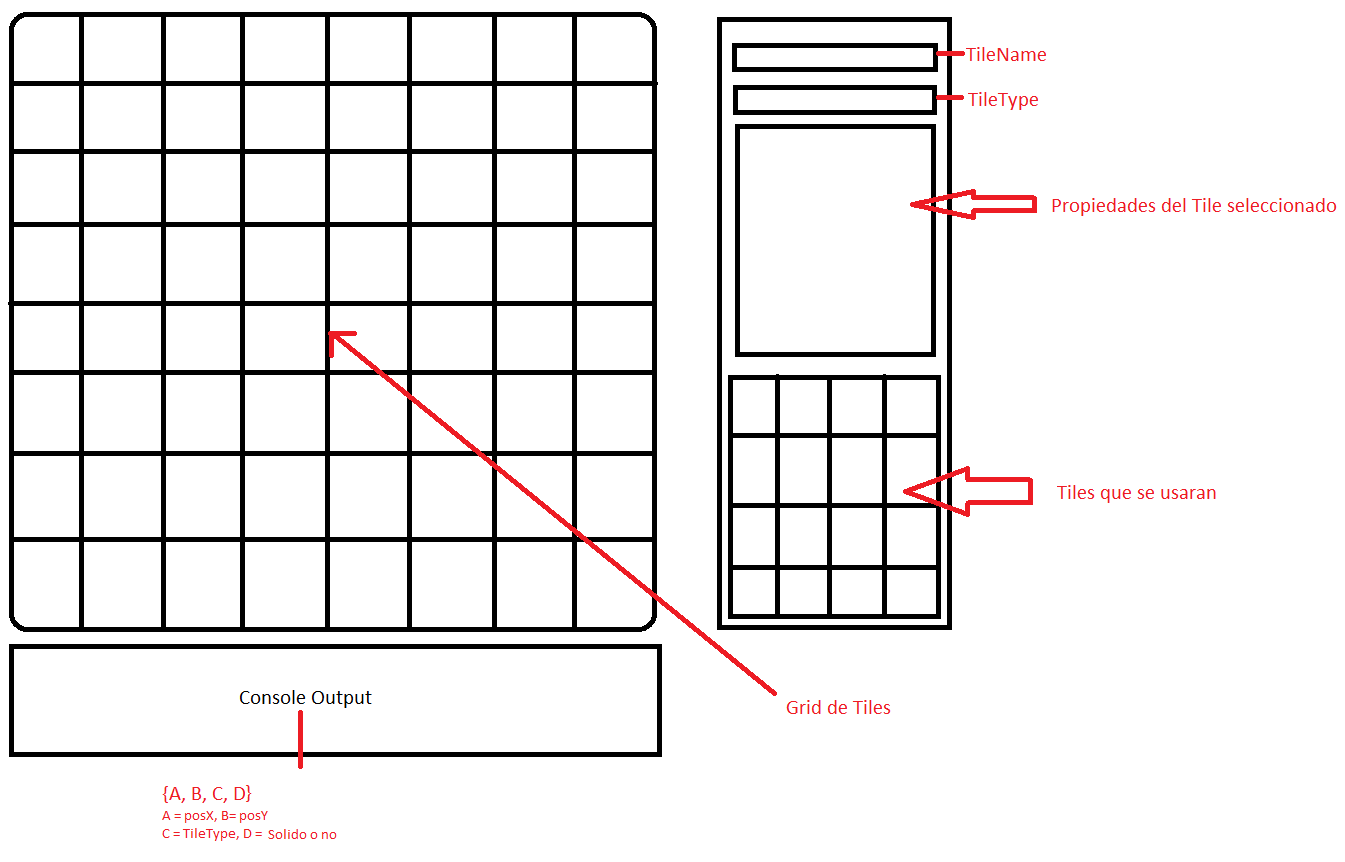 TileName
TileType
Propiedades del Tile seleccionado
Tiles que se usaran
Grid de Tiles
Console Output
{A, B, C, D}
A = posX, B= posY
C = TileType, D = Solido o no